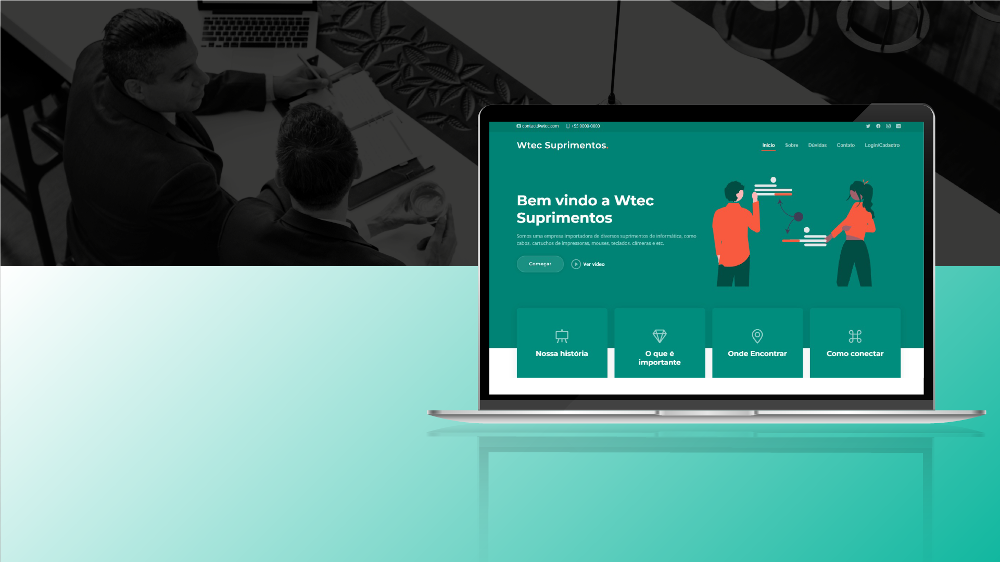 contact@wtec.com +55 0000-0000
Wtec Suprimentos.
Inicio Sobre Dúvidas Contato Login/Cadastro
Bem vindo a Wtec
Suprimentos
Somos uma empresa importadora de diversos suprimentos de informática, como
cabos, cartuchos de impressoras, mouses, teclados, câmeras e etc.
Começar Ver vídeo
Nossa história
O que é
importante
Onde Encontrar
Como conectar